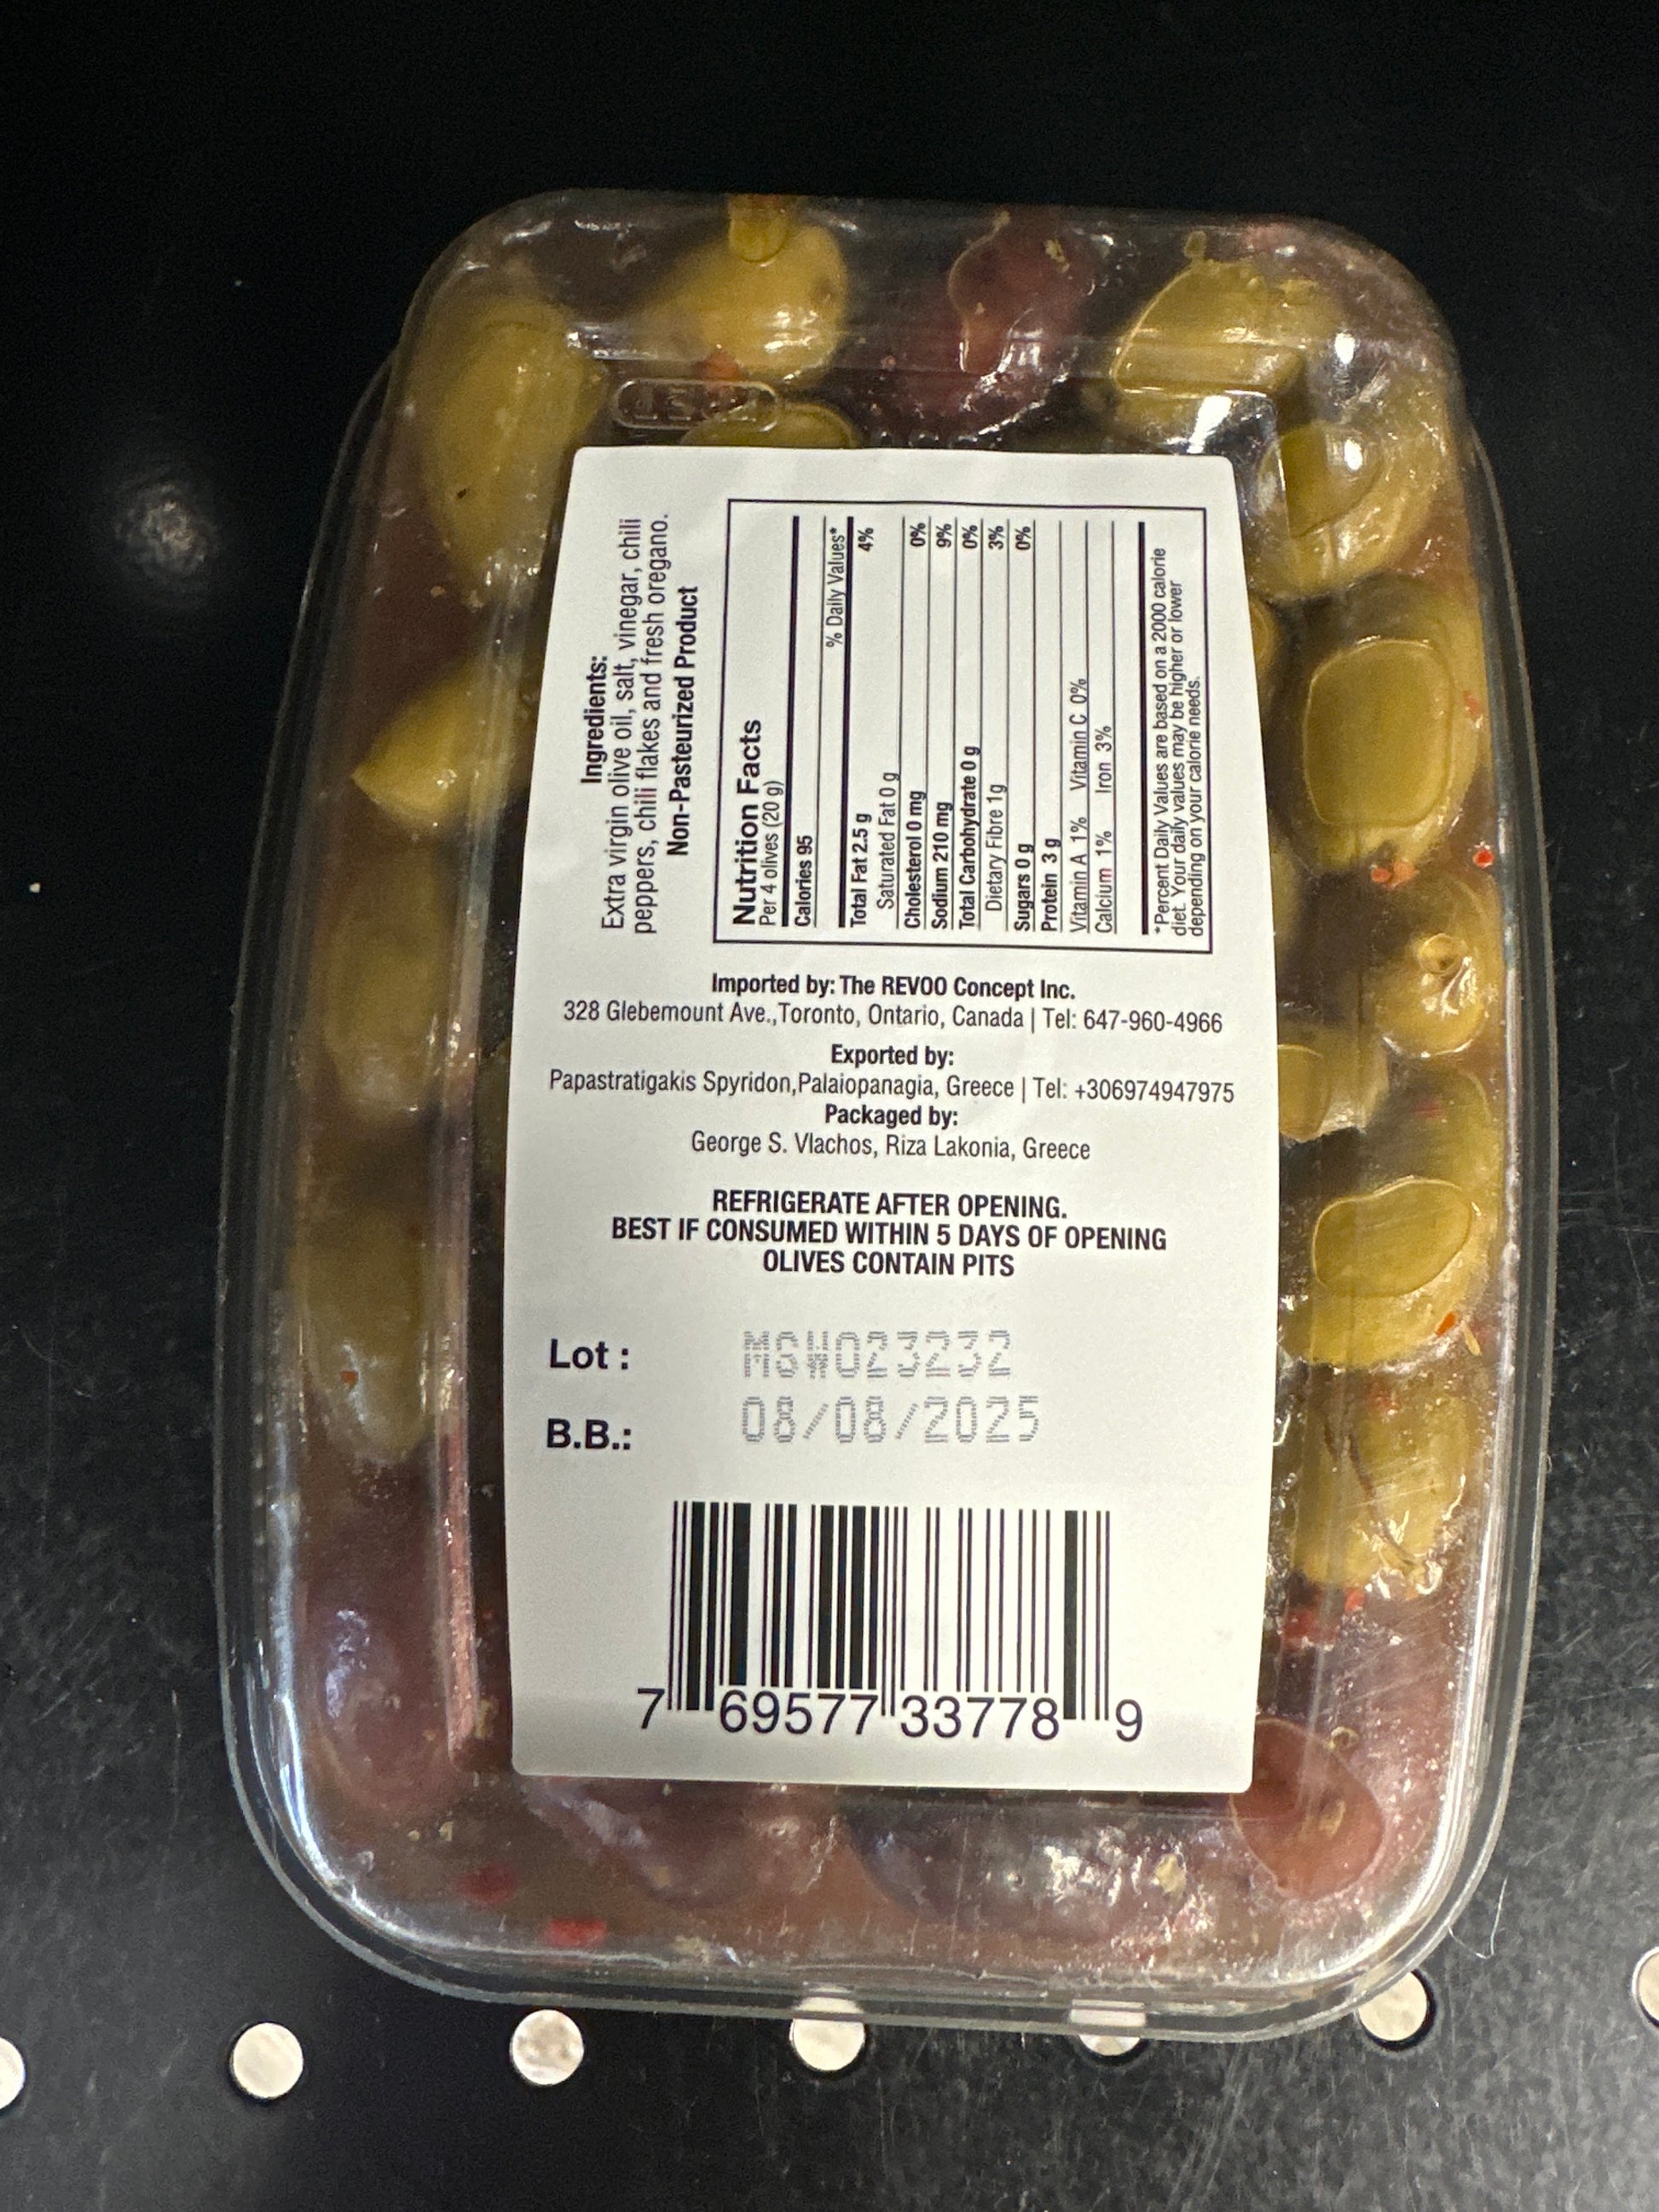 Ingredients:
Extra virgin olive oil, salt, vinegar, chili
peppers, chili flakes and fresh oregano.
Non-Pasteurized Product
Nutrition Facts
Per 4 olives (20 g)
Calories 95
% Daily Values*
Total Fat 2.5 g 4%
Saturated Fat 0 g
Cholesterol 0 mg 0%
Sodium 210 mg 9%
Total Carbohydrate 0 g 0%
Dietary Fibre 1g 3%
Sugars 0 g 0%
Protein 3 g
Vitamin A 1% Vitamin C 0%
Calcium 1% Iron 3%
*Percent Daily Values are based on a 2000 calorie
diet. Your daily values may be higher or lower
depending on your calorie needs.
Imported by: The REVOO Concept Inc.
328 Glebemount Ave.,Toronto, Ontario, Canada | Tel: 647-960-4966
Exported by:
Papastratigakis Spyridon,Palaiopanagia, Greece | Tel: +306974947975
Packaged by:
George S. Vlachos, Riza Lakonia, Greece
REFRIGERATE AFTER OPENING.
BEST IF CONSUMED WITHIN 5 DAYS OF OPENING
OLIVES CONTAIN PITS
Lot :
B.B.: 08/08/2025
7 69577 33778 9